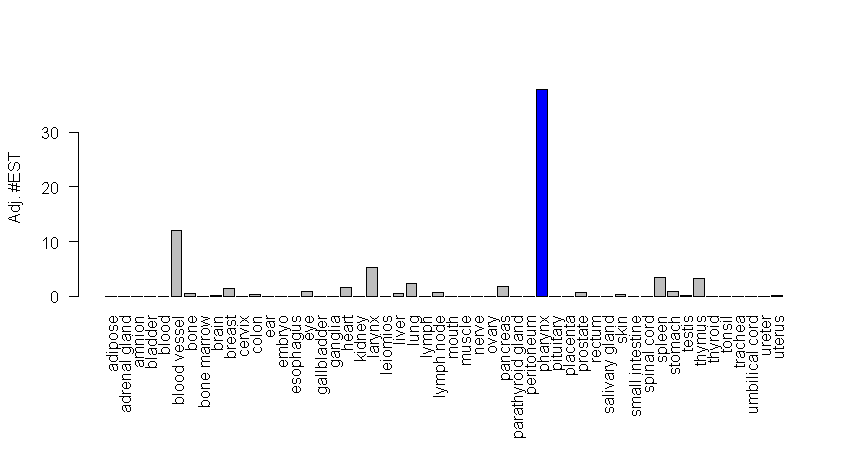 Adj. #EST
30
20
10
0
adipose
adrenal gland
amnion
bladder
blood
blood vessel
bone
bone marrow
brain
breast
cervix
colon
ear
embryo
esophagus
eye
gallbladder
ganglia
heart
kidney
larynx
leiomios
liver
lung
lymph
lymph node
mouth
muscle
nerve
ovary
pancreas
parathyroid gland
peritoneum
pharynx
pituitary
placenta
prostate
rectum
salivary gland
skin
small intestine
spinal cord
spleen
stomach
testis
thymus
thyroid
tonsil
trachea
umbilical cord
ureter
uterus